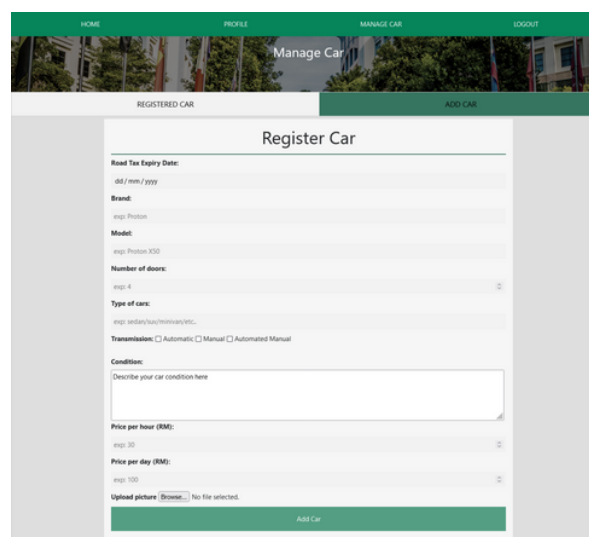 HOME PROFILE MANAGE CAR LOGOUT
Manage Car
REGISTERED CAR ADD CAR
Register Car
Road Tax Expiry Date:
dd / mm / yyyy
Brand:
exp: Proton
Model:
exp: Proton X50
Number of doors:
exp: 4
Type of cars:
exp: sedan/suv/minivan/etc..
Transmission: Automatic Manual Automated Manual
Condition:
Describe your car condition here
Price per hour (RM):
exp: 30
Price per day (RM):
exp: 100
Upload picture Browse... No file selected.
Add Car